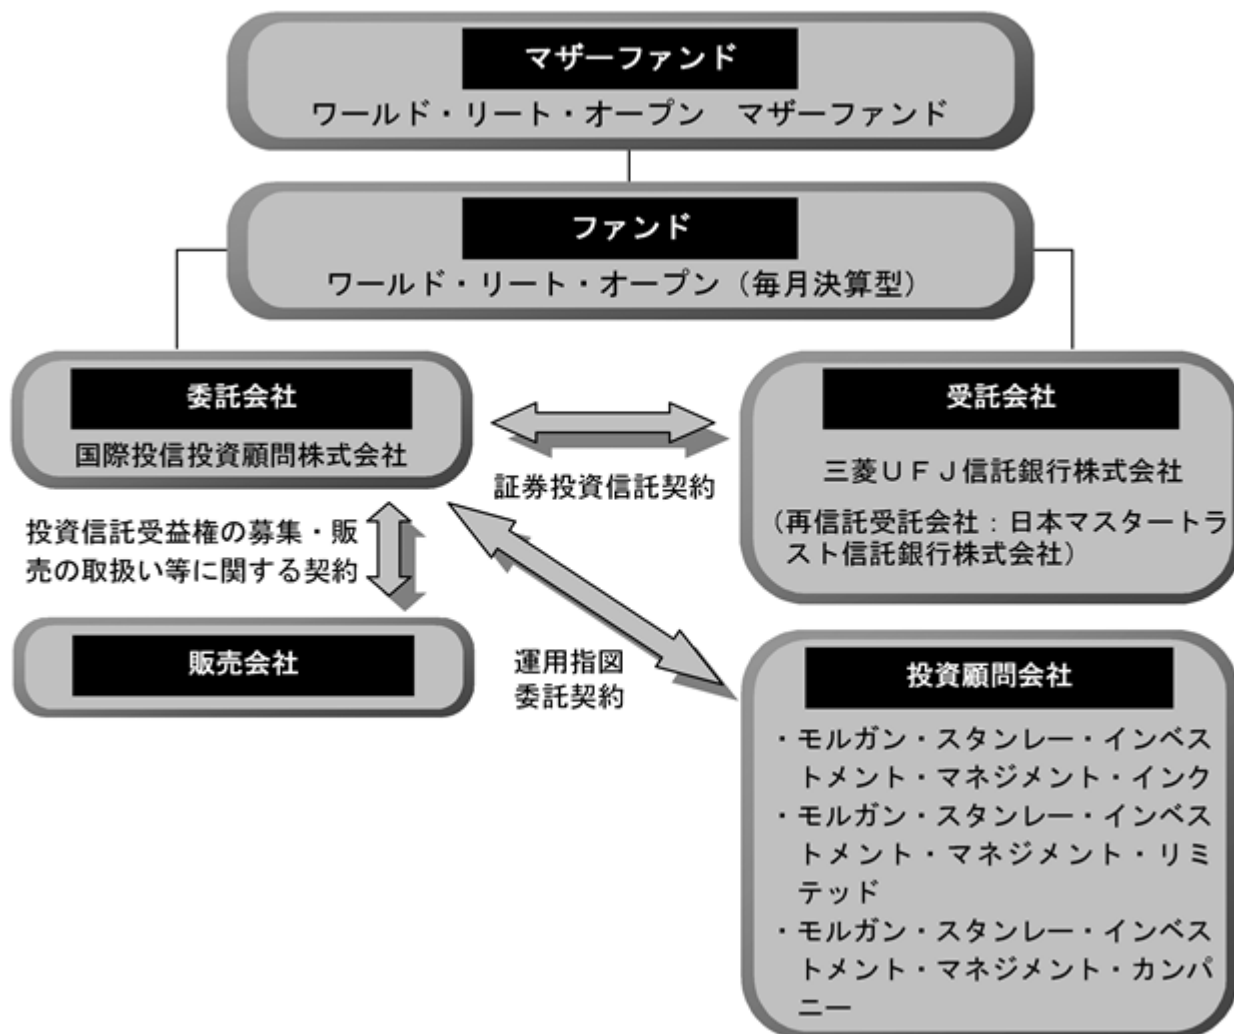 マザーファンド
ワールド・リート・オープン　マザーファンド
ファンド
ワールド・リート・オープン（毎月決算型）
委託会社
国際投信投資顧問株式会社
受託会社
三菱ＵＦＪ信託銀行株式会社
（再信託受託会社：日本マスタートラ
スト信託銀行株式会社）
証券投資信託契約
投資信託受益権の募集・販
売の取扱い等に関する契約
販売会社
運用指図
委託契約
投資顧問会社
・モルガン・スタンレー・インベス
トメント・マネジメント・インク
・モルガン・スタンレー・インベス
トメント・マネジメント・リミ
テッド
・モルガン・スタンレー・インベス
トメント・マネジメント・カンパ
ニー